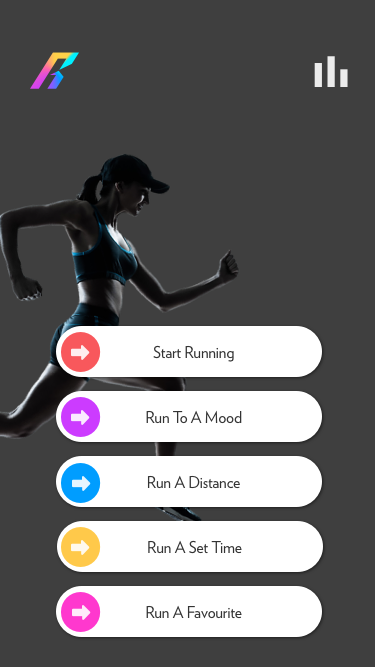 Start Running
Run To A Mood
Run A Distance
Run A Set Time
Run A Favourite